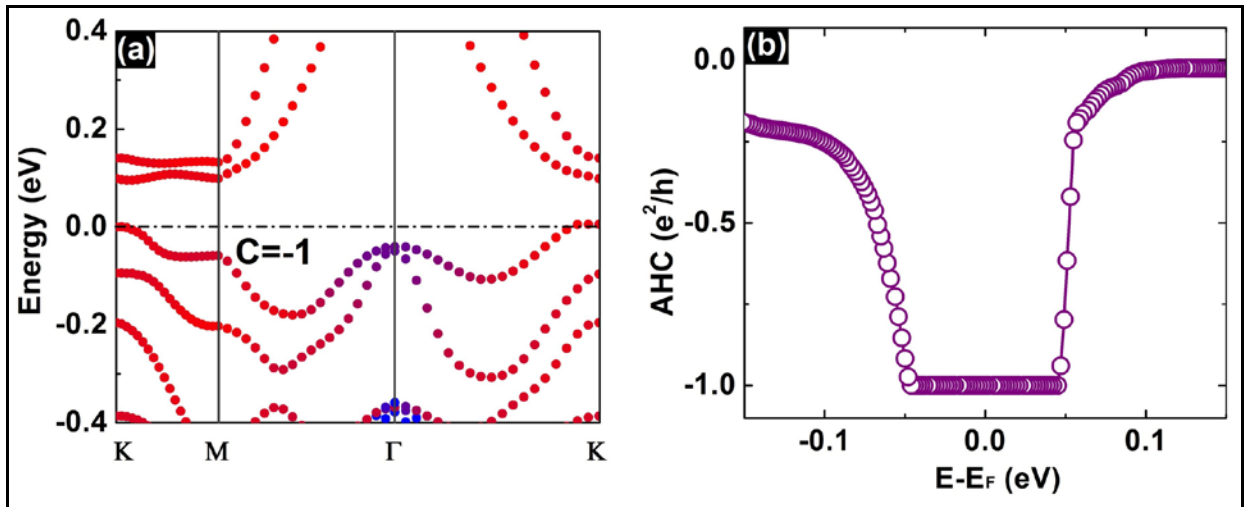 (a)
Energy (eV)
0.4
0.2
0.0
-0.2
-0.4
C=-1
K M Γ K
(b)
AHC (e²/h)
0.0
-0.5
-1.0
-0.1 0.0 0.1
E-EF (eV)